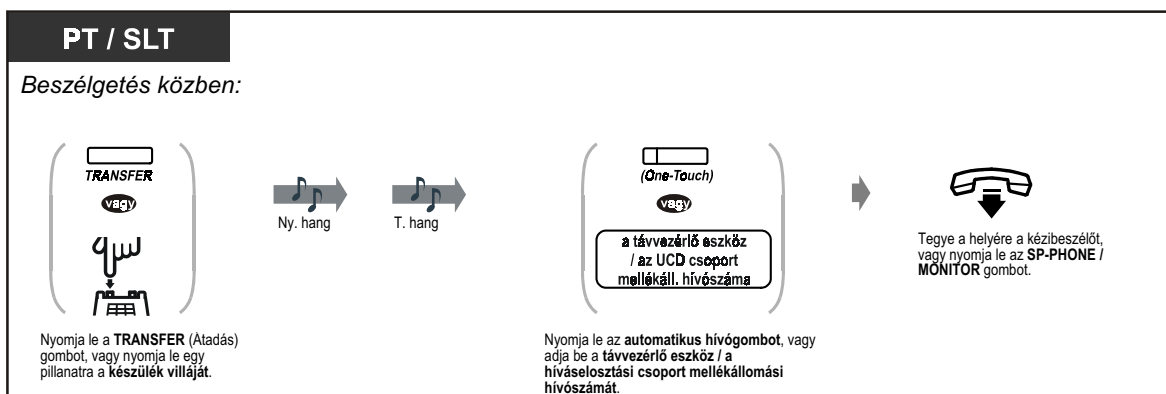 PT / SLT
Beszélgetés közben:
TRANSFER
vagy
Nyomja le a TRANSFER (Átadás)
gombot, vagy nyomja le egy
pillanatra a készülék villáját.
Ny. hang
T. hang
(One-Touch)
vagy
a távvezérlő eszköz
/ az UCD csoport
mellékáll. hívószáma
Nyomja le az automatikus hívógombot, vagy
adja be a távvezérlő eszköz / a
híváselosztási csoport mellékállomási
hívószámát.
Tegye a helyére a kézibeszélőt,
vagy nyomja le az SP-PHONE /
MONITOR gombot.